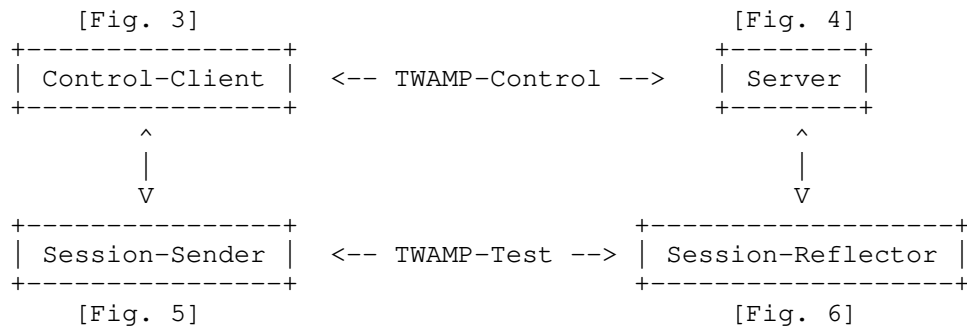 [Fig. 3] [Fig. 4]
+----------------+ +--------+
| Control-Client | <-- TWAMP-Control --> | Server |
+----------------+ +--------+
^ ^
| |
V V
+----------------+ +-------------------+
| Session-Sender | <-- TWAMP-Test --> | Session-Reflector |
+----------------+ +-------------------+
[Fig. 5] [Fig. 6]